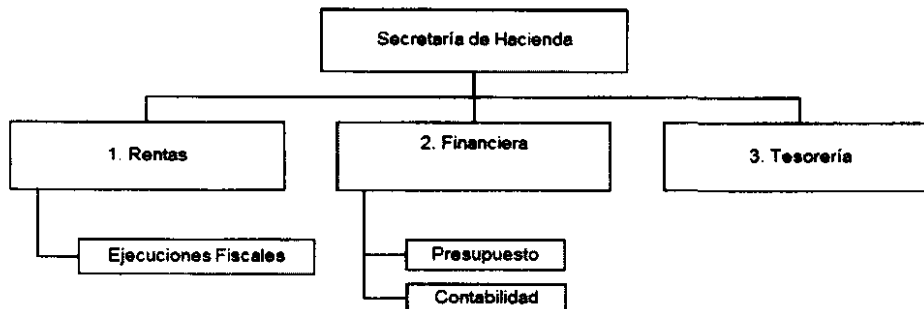 Secretaría de Hacienda
1. Rentas
2. Financiera
3. Tesorería
Ejecuciones Fiscales
Presupuesto
Contabilidad